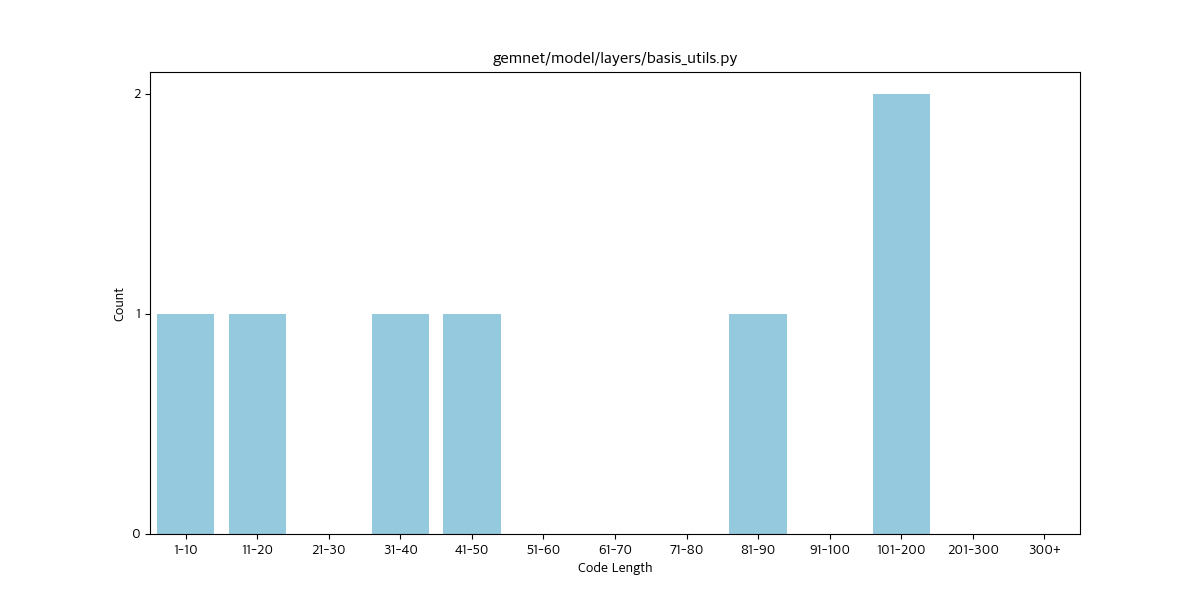 gemnet/model/layers/basis_utils.py
2
1
0
Count
1-10 11-20 21-30 31-40 41-50 51-60 61-70 71-80 81-90 91-100 101-200 201-300 300+
Code Length